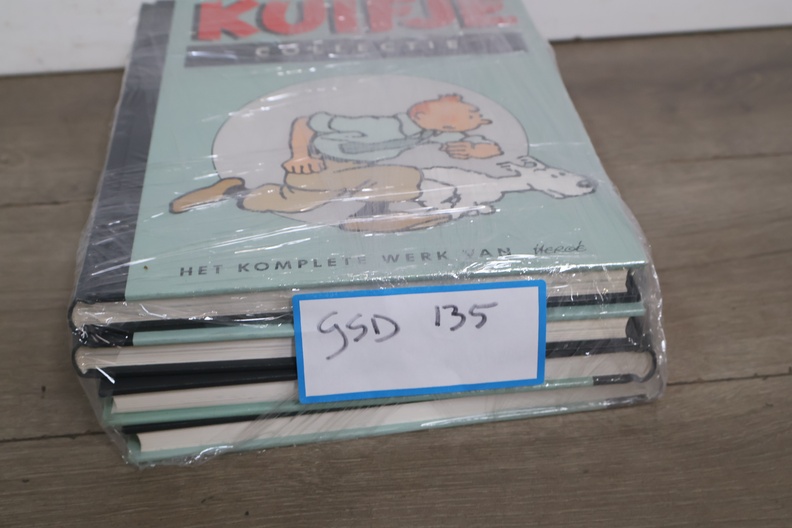 KUIFJE
COLLECTIE
HET KOMPLETE WERK VAN HERGÉ
GSD 135